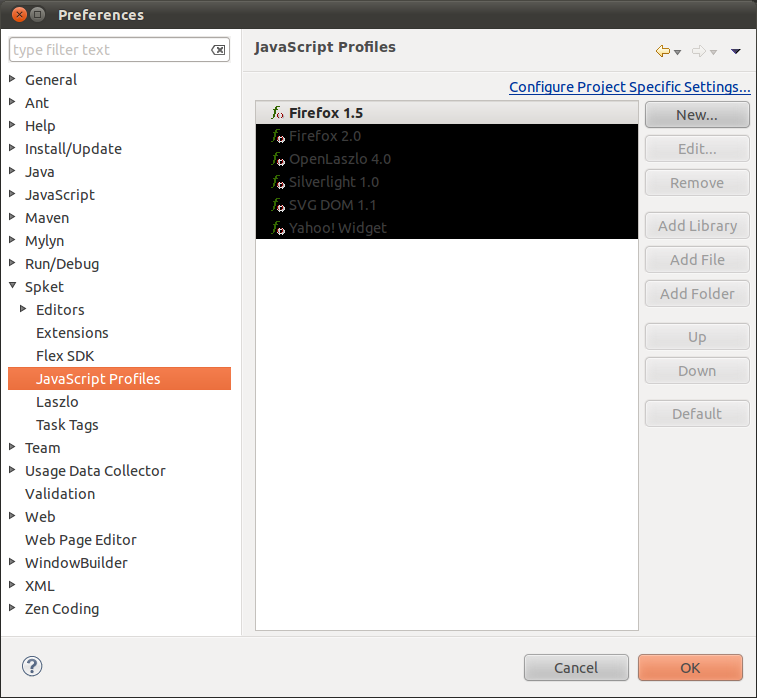 Preferences
type filter text
General
Ant
Help
Install/Update
Java
JavaScript
Maven
Mylyn
Run/Debug
Spket
Editors
Extensions
Flex SDK
JavaScript Profiles
Laszlo
Task Tags
Team
Usage Data Collector
Validation
Web
Web Page Editor
WindowBuilder
XML
Zen Coding
JavaScript Profiles
Configure Project Specific Settings...
Firefox 1.5
Firefox 2.0
OpenLaszlo 4.0
Silverlight 1.0
SVG DOM 1.1
Yahoo! Widget
New...
Edit...
Remove
Add Library
Add File
Add Folder
Up
Down
Default
Cancel
OK